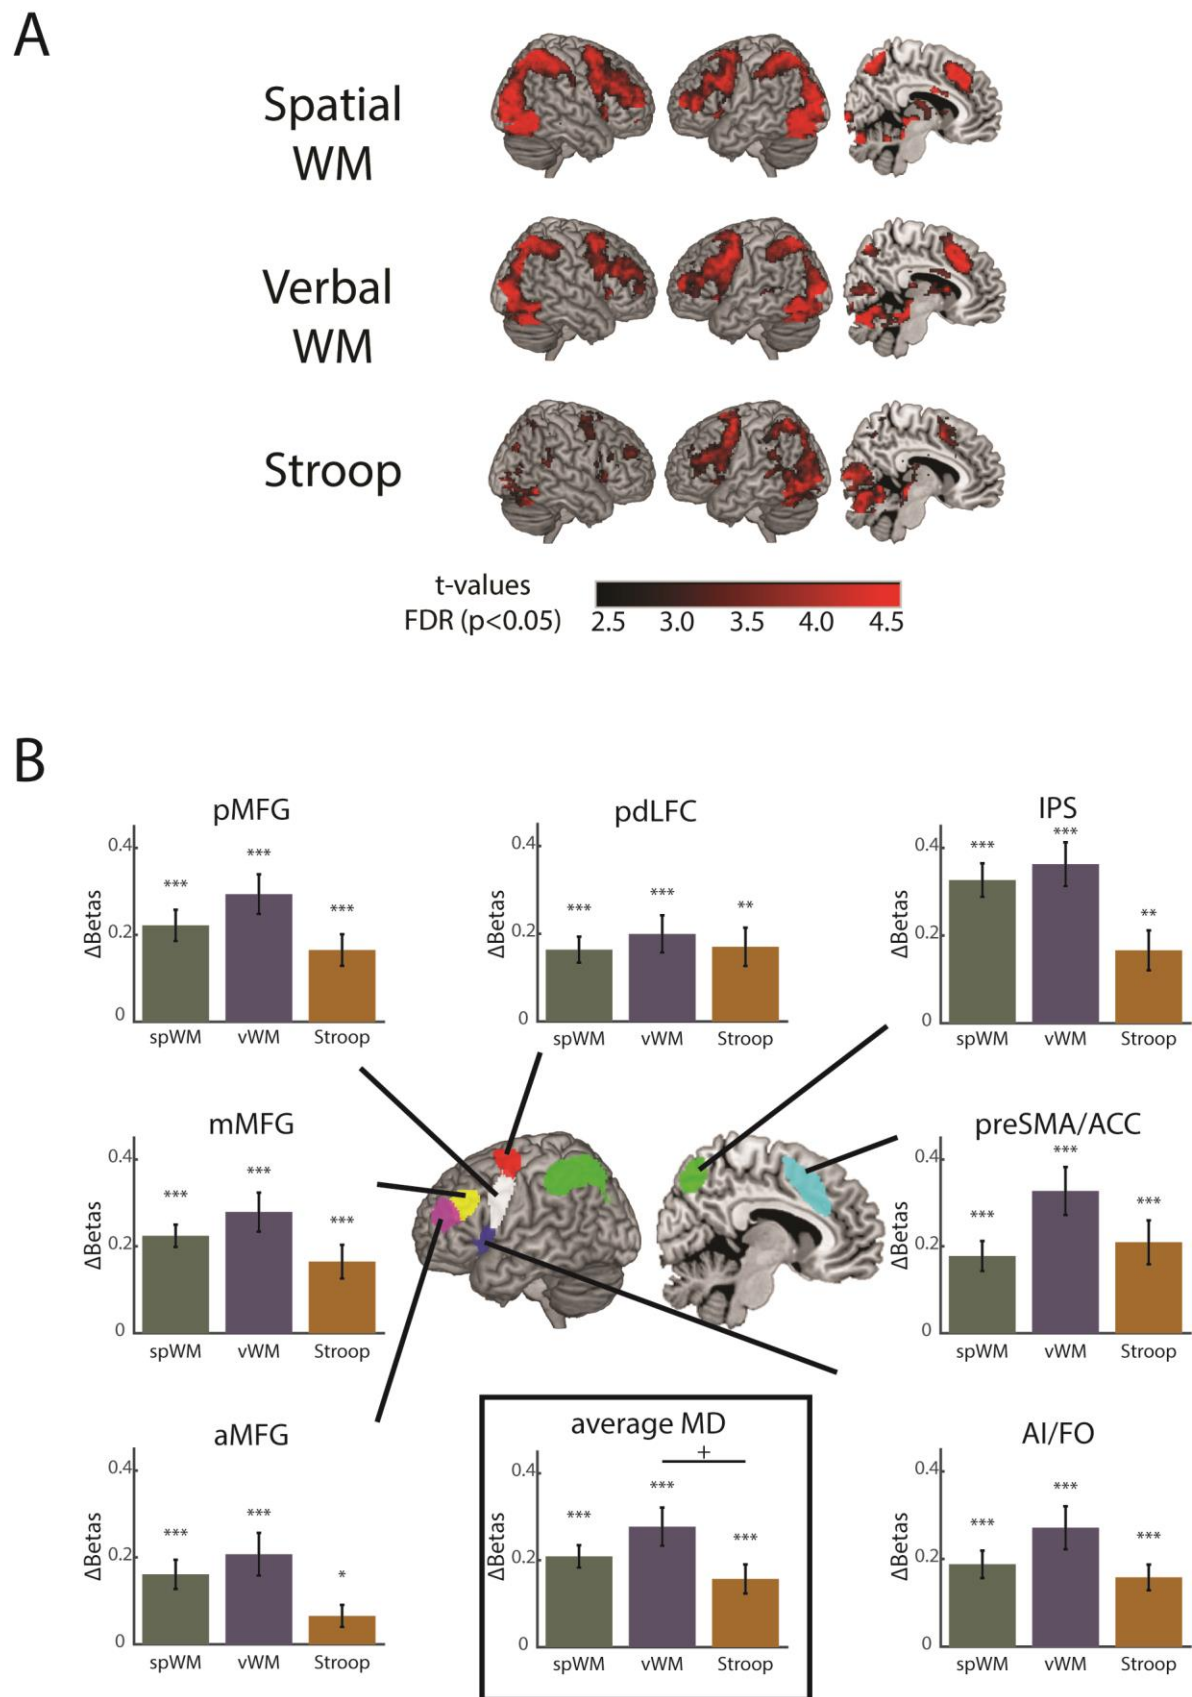 A
Spatial
WM
Verbal
WM
Stroop
t-values
FDR (p<0.05)
2.5 3.0 3.5 4.0 4.5
B
pMFG
0.4
0.2
0
ΔBetas
***
***
***
spWM vWM Stroop
pdLFC
0.4
0.2
0
ΔBetas
***
***
**
spWM vWM Stroop
IPS
0.4
0.2
0
ΔBetas
***
***
**
spWM vWM Stroop
mMFG
0.4
0.2
0
ΔBetas
***
***
***
spWM vWM Stroop
preSMA/ACC
0.4
0.2
0
ΔBetas
***
***
***
spWM vWM Stroop
aMFG
0.4
0.2
0
ΔBetas
***
***
*
spWM vWM Stroop
average MD
+
0.4
0.2
0
ΔBetas
***
***
***
spWM vWM Stroop
AI/FO
0.4
0.2
0
ΔBetas
***
***
***
spWM vWM Stroop